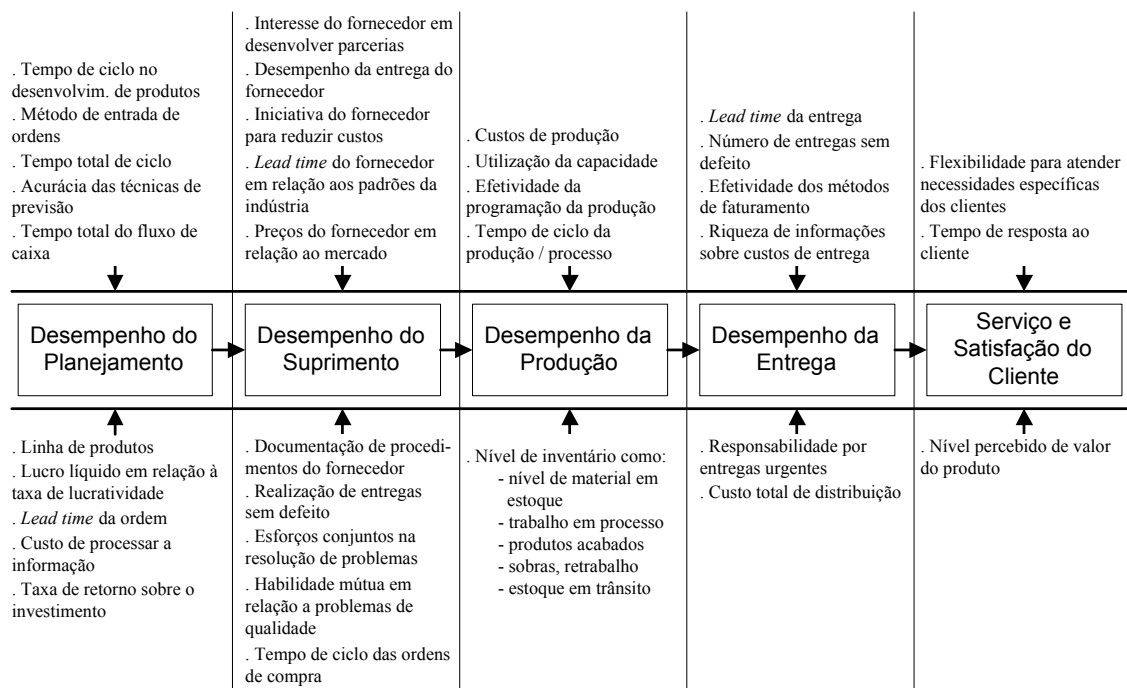 . Tempo de ciclo no
desenvolvim. de produtos
. Método de entrada de
ordens
. Tempo total de ciclo
. Acurácia das técnicas de
previsão
. Tempo total do fluxo de
caixa
. Interesse do fornecedor em
desenvolver parcerias
. Desempenho da entrega do
fornecedor
. Iniciativa do fornecedor
para reduzir custos
. Lead time do fornecedor
em relação aos padrões da
indústria
. Preços do fornecedor em
relação ao mercado
. Custos de produção
. Utilização da capacidade
. Efetividade da
programação da produção
. Tempo de ciclo da
produção / processo
. Lead time da entrega
. Número de entregas sem
defeito
. Efetividade dos métodos
de faturamento
. Riqueza de informações
sobre custos de entrega
. Flexibilidade para atender
necessidades específicas
dos clientes
. Tempo de resposta ao
cliente
Desempenho do
Planejamento
Desempenho do
Suprimento
Desempenho da
Produção
Desempenho da
Entrega
Serviço e
Satisfação do
Cliente
. Linha de produtos
. Lucro líquido em relação à
taxa de lucratividade
. Lead time da ordem
. Custo de processar a
informação
. Taxa de retorno sobre o
investimento
. Documentação de procedi-
mentos do fornecedor
. Realização de entregas
sem defeito
. Esforços conjuntos na
resolução de problemas
. Habilidade mútua em
relação a problemas de
qualidade
. Tempo de ciclo das ordens
de compra
. Nível de inventário como:
- nível de material em
estoque
- trabalho em processo
- produtos acabados
- sobras, retrabalho
- estoque em trânsito
. Responsabilidade por
entregas urgentes
. Custo total de distribuição
. Nível percebido de valor
do produto